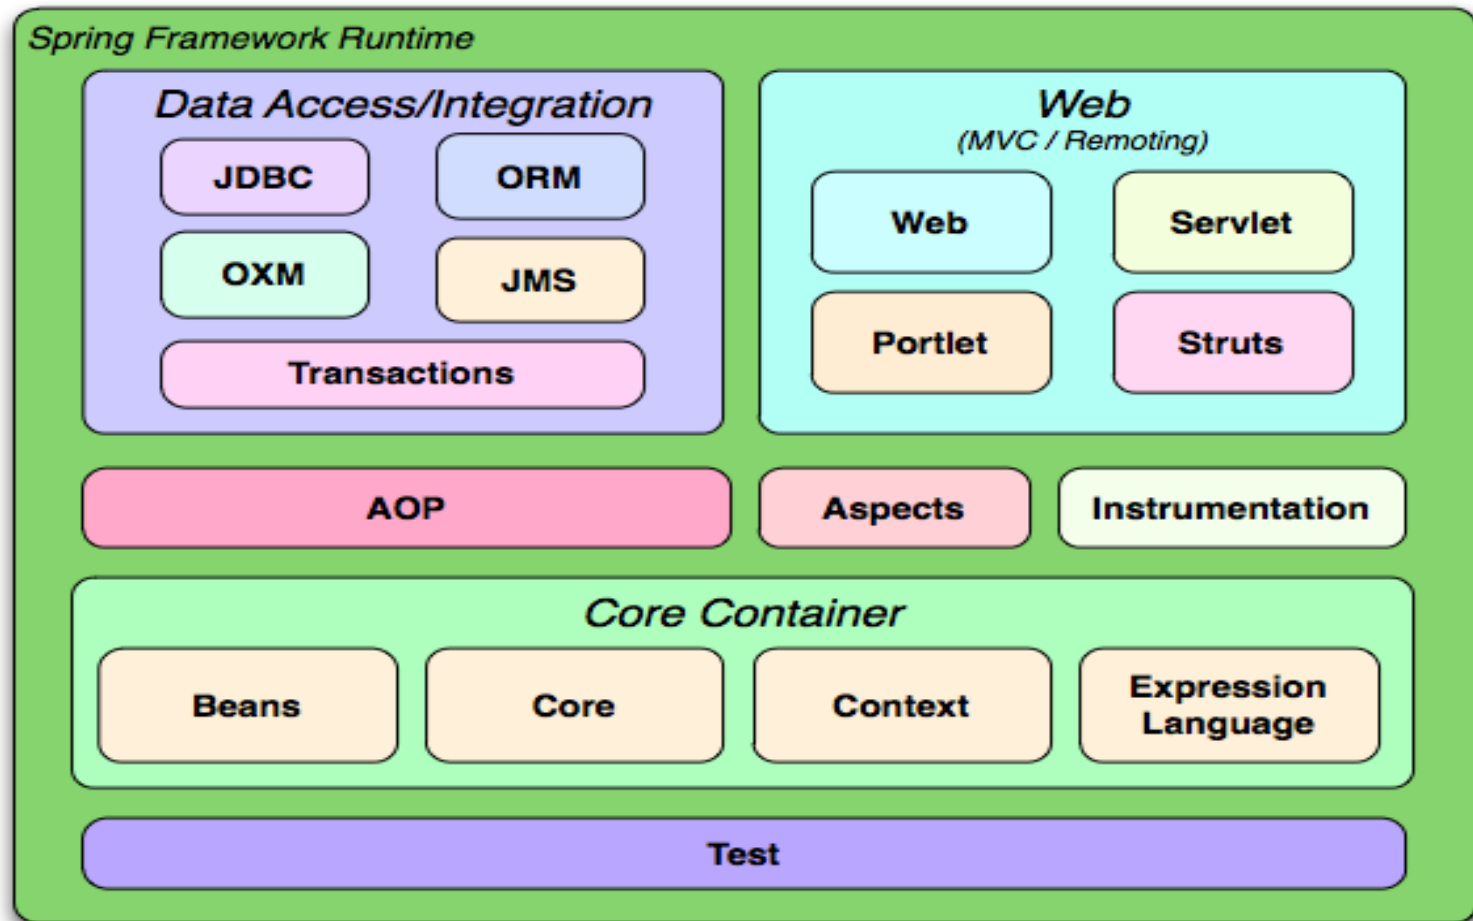 Spring Framework Runtime
Data Access/Integration
JDBC
ORM
OXM
JMS
Transactions
Web
(MVC / Remoting)
Web
Servlet
Portlet
Struts
AOP
Aspects
Instrumentation
Core Container
Beans
Core
Context
Expression
Language
Test